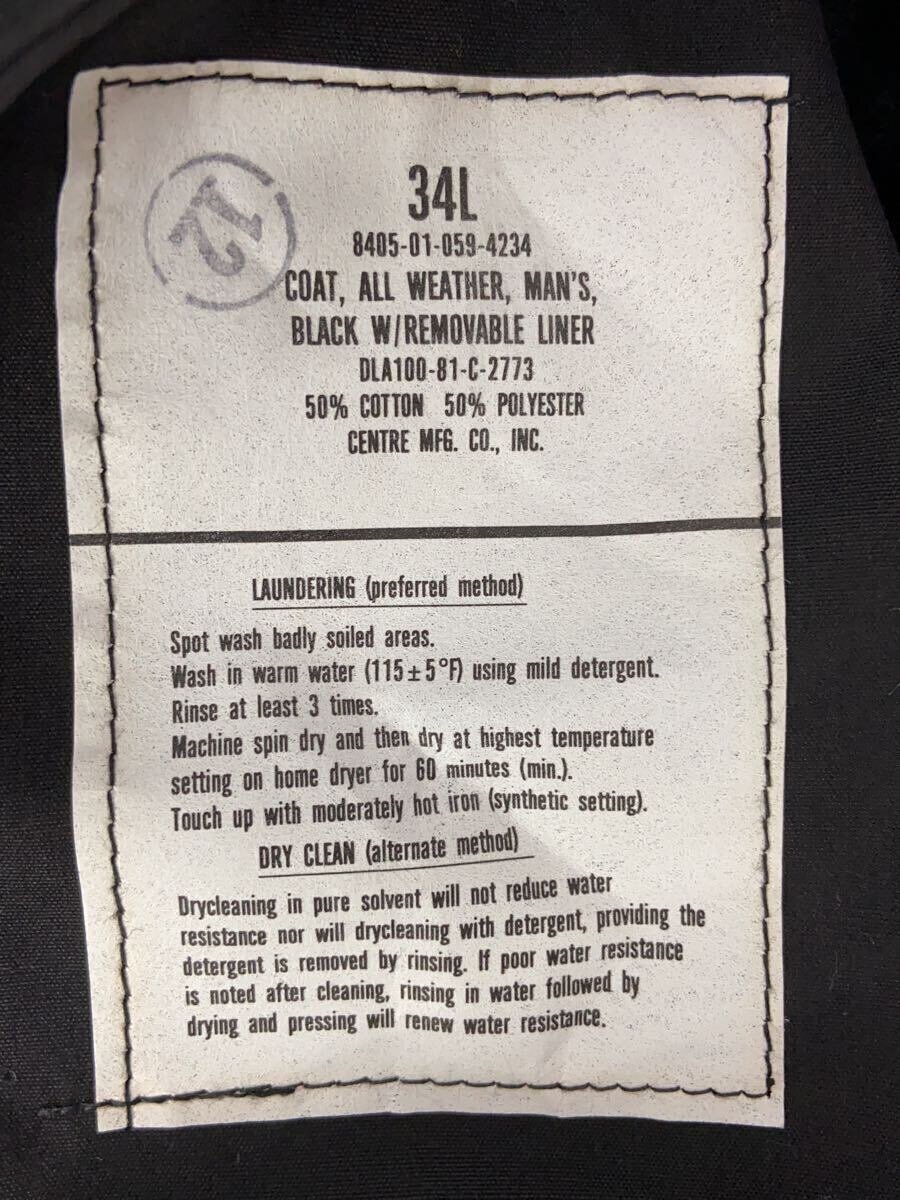 12
34L
8405-01-059-4234
COAT, ALL WEATHER, MAN'S,
BLACK W/REMOVABLE LINER
DLA100-81-C-2773
50% COTTON 50% POLYESTER
CENTRE MFG. CO., INC.
LAUNDERING (preferred method)
Spot wash badly soiled areas.
Wash in warm water (115±5°F) using mild detergent.
Rinse at least 3 times.
Machine spin dry and then dry at highest temperature
setting on home dryer for 60 minutes (min.).
Touch up with moderately hot iron (synthetic setting).
DRY CLEAN (alternate method)
Drycleaning in pure solvent will not reduce water
resistance nor will drycleaning with detergent, providing the
detergent is removed by rinsing. If poor water resistance
is noted after cleaning, rinsing in water followed by
drying and pressing will renew water resistance.